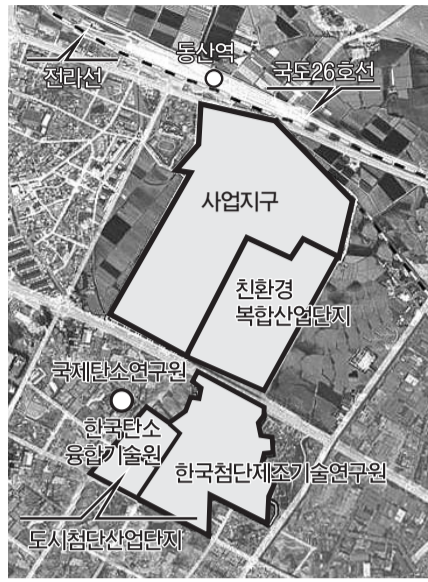 동산역
전라선
국도26호선
사업지구
친환경
복합산업단지
국제탄소연구원
한국탄소
융합기술원
한국첨단제조기술연구원
도시첨단산업단지